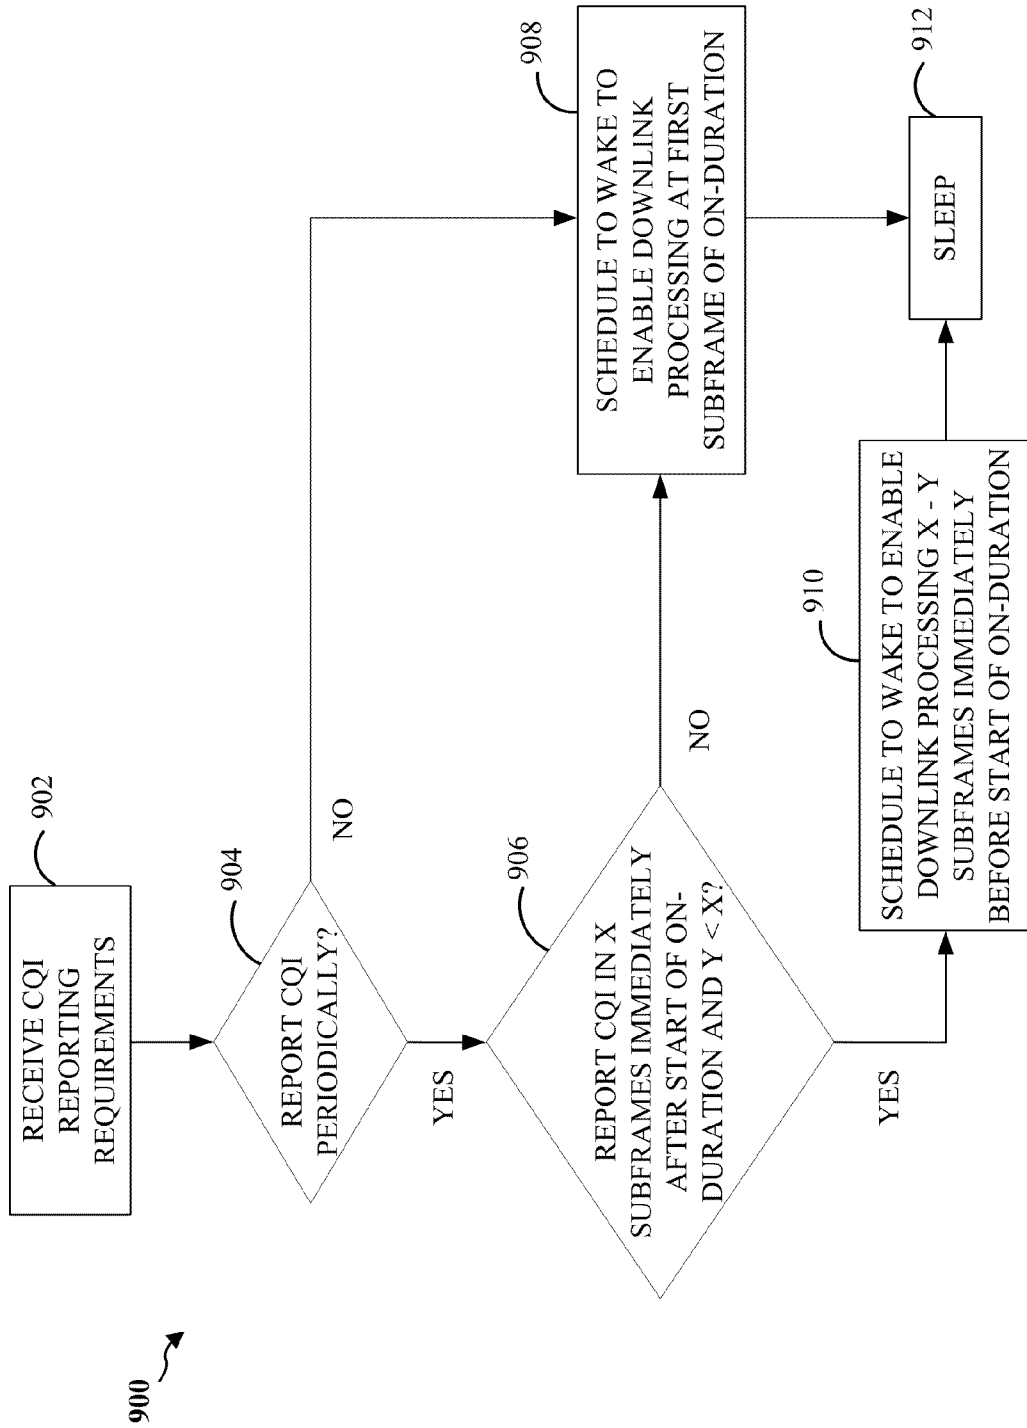 900
902
RECEIVE CQI
REPORTING
REQUIREMENTS
904
REPORT CQI
PERIODICALLY?
NO
YES
906
REPORT CQI IN X
SUBFRAMES IMMEDIATELY
AFTER START OF ON-
DURATION AND Y < X?
NO
YES
908
SCHEDULE TO WAKE TO
ENABLE DOWNLINK
PROCESSING AT FIRST
SUBFRAME OF ON-DURATION
910
SCHEDULE TO WAKE TO ENABLE
DOWNLINK PROCESSING X - Y
SUBFRAMES IMMEDIATELY
BEFORE START OF ON-DURATION
912
SLEEP